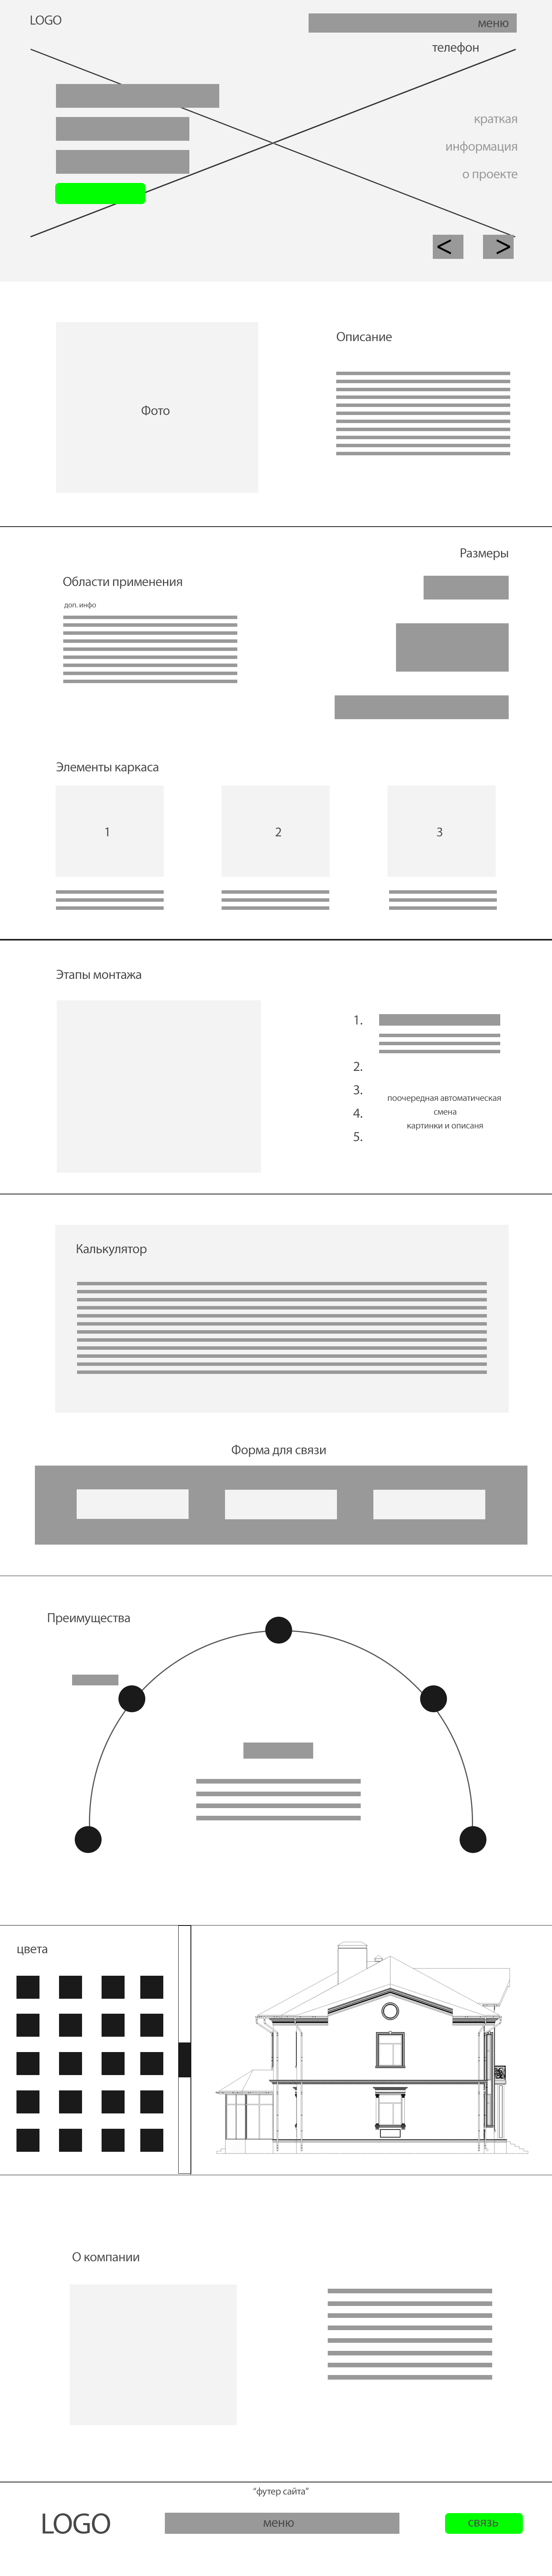 LOGO
меню
телефон
краткая
информация
о проекте
< >
Фото
Описание
Размеры
Области применения
доп. инфо
Элементы каркаса
1 2 3
Этапы монтажа
1.
2.
3.
4.
5.
поочередная автоматическая
смена
картинки и описаня
Калькулятор
Форма для связи
Преимущества
цвета
О компании
"футер сайта"
LOGO
меню
связь